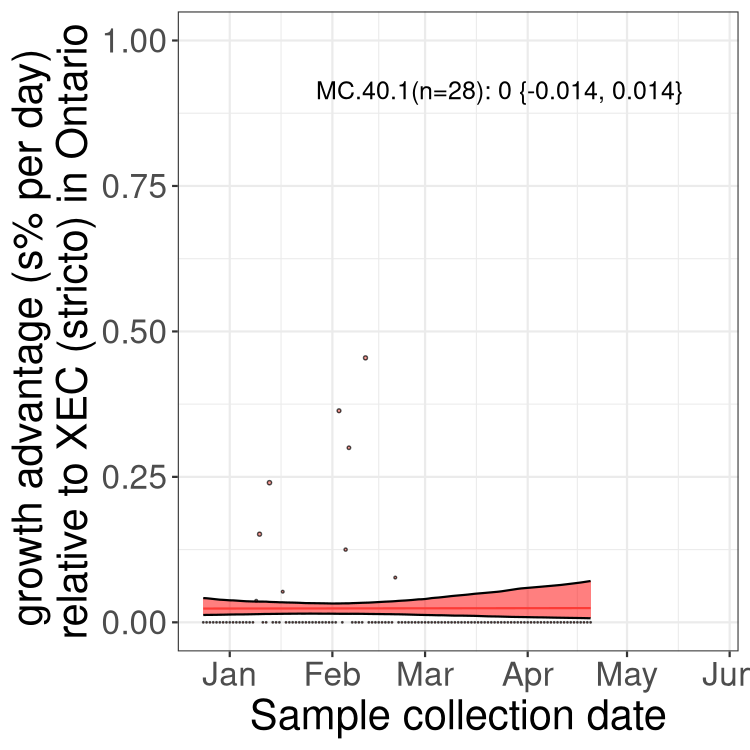 growth advantage (s% per day)
relative to XEC (stricto) in Ontario
1.00
0.75
0.50
0.25
0.00
MC.40.1(n=28): 0 {-0.014, 0.014}
Jan Feb Mar Apr May Jun
Sample collection date